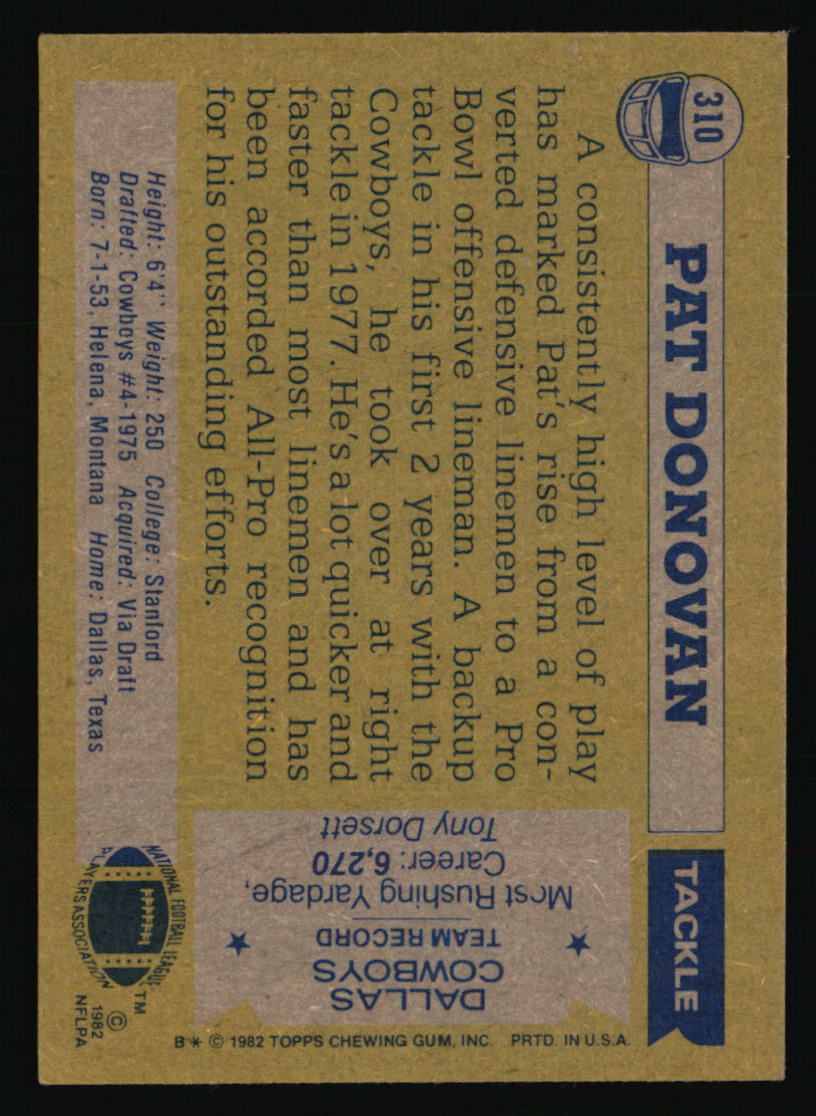 310
PAT DONOVAN
TACKLE
A consistently high level of play
has marked Pat's rise from a con-
verted defensive linemen to a Pro
Bowl offensive lineman. A backup
tackle in his first 2 years with the
Cowboys, he took over at right
tackle in 1977. He's a lot quicker and
faster than most linemen and has
been accorded All-Pro recognition
for his outstanding efforts.
Height: 6'4" Weight: 250 College: Stanford
Drafted: Cowboys #4-1975 Acquired: Via Draft
Born: 7-1-53, Helena, Montana Home: Dallas, Texas
DALLAS
COWBOYS
TEAM RECORD
Most Rushing Yardage,
Career: 6,270
Tony Dorsett
NATIONAL FOOTBALL LEAGUE
PLAYERS ASSOCIATION
TM
©
1982
NFLPA
B* © 1982 TOPPS CHEWING GUM, INC. PRTD. IN U.S.A.